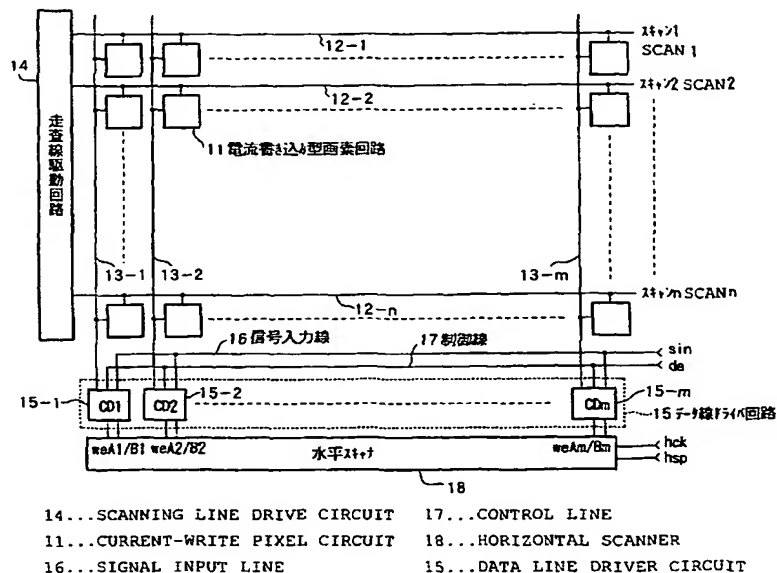 スキャン1
12-1
SCAN 1
14
スキャン2 SCAN2
12-2
走査線駆動回路
11 電流書き込み型画素回路
13-1
13-2
13-m
スキャンn SCANn
12-n
16 信号入力線
17 制御線
sin
de
15-1
CD1
CD2
15-2
15-m
CDm
15 データ線ドライバ回路
weA1/B1
weA2/B2
水平スキャナ
weAm/Bm
hck
hsp
18
14...SCANNING LINE DRIVE CIRCUIT
17...CONTROL LINE
11...CURRENT-WRITE PIXEL CIRCUIT
18...HORIZONTAL SCANNER
16...SIGNAL INPUT LINE
15...DATA LINE DRIVER CIRCUIT